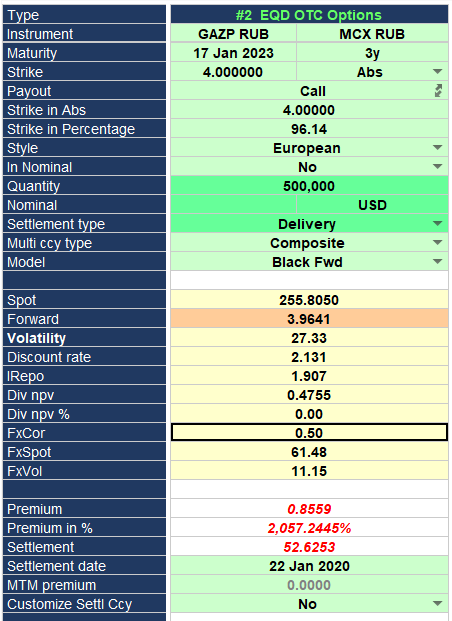 Type #2 EQD OTC Options
Instrument GAZP RUB MCX RUB
Maturity 17 Jan 2023 3y
Strike 4.000000 Abs
Payout Call
Strike in Abs 4.00000
Strike in Percentage 96.14
Style European
In Nominal No
Quantity 500,000
Nominal USD
Settlement type Delivery
Multi ccy type Composite
Model Black Fwd
Spot 255.8050
Forward 3.9641
Volatility 27.33
Discount rate 2.131
IRepo 1.907
Div npv 0.4755
Div npv % 0.00
FxCor 0.50
FxSpot 61.48
FxVol 11.15
Premium 0.8559
Premium in % 2,057.2445%
Settlement 52.6253
Settlement date 22 Jan 2020
MTM premium 0.0000
Customize Settl Ccy No